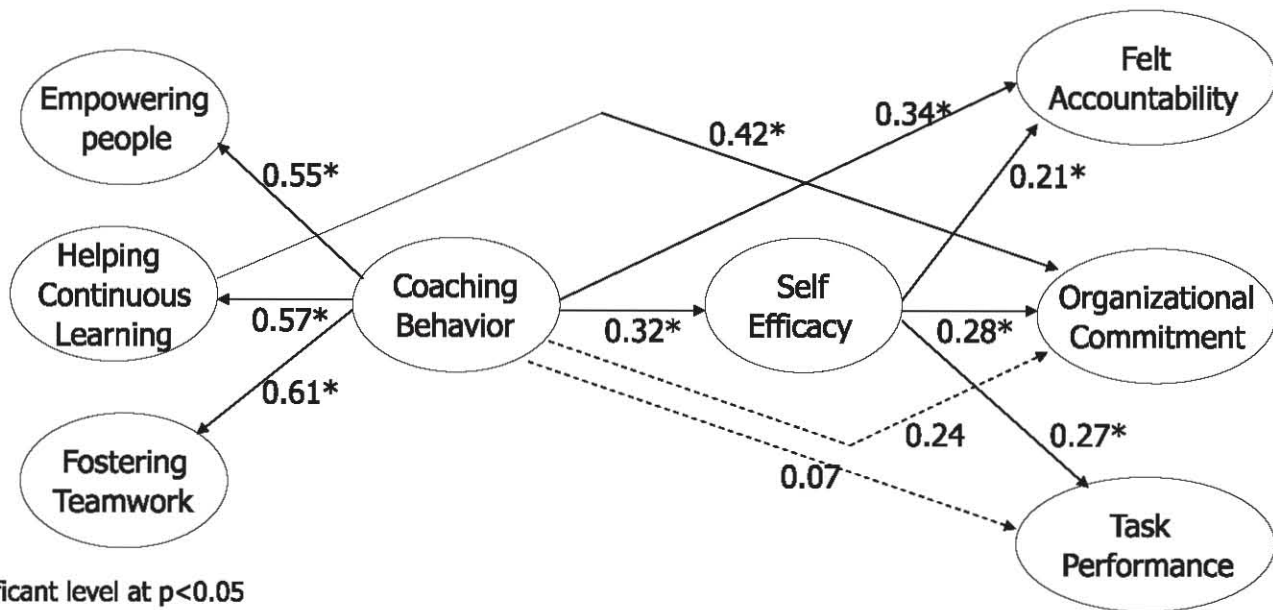 Empowering
people
0.55*
Helping
Continuous
Learning
0.57*
0.61*
Fostering
Teamwork
Coaching
Behavior
0.32*
Self
Efficacy
0.42*
0.34*
0.21*
0.28*
0.24
0.27*
0.07
Felt
Accountability
Organizational
Commitment
Task
Performance
ficant level at p<0.05